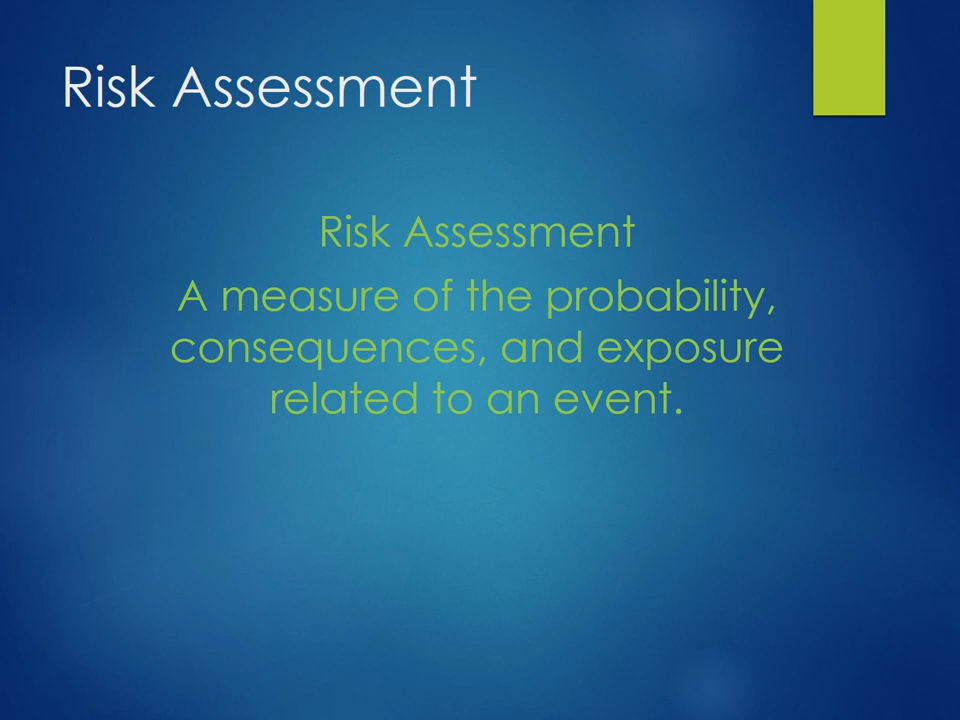 Risk Assessment
Risk Assessment
A measure of the probability,
consequences, and exposure
related to an event.